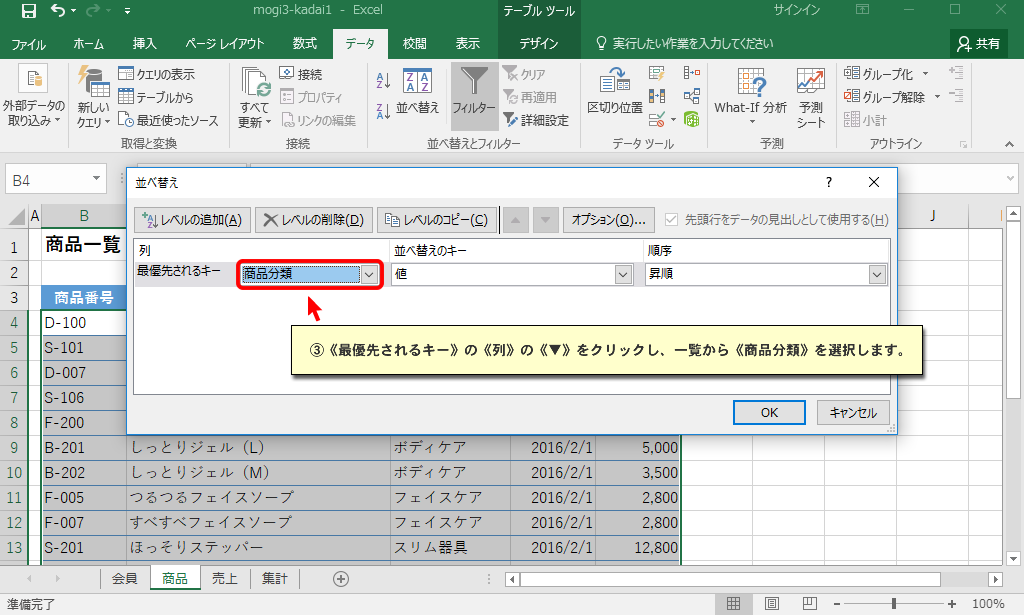 mogi3-kadai1 - Excel
テーブル ツール
サインイン
ファイル ホーム 挿入 ページ レイアウト 数式 データ 校閲 表示 デザイン 実行したい作業を入力してください 共有
外部データの取り込み
新しいクエリ
クエリの表示
テーブルから
最近使ったソース
取得と変換
すべて更新
接続
プロパティ
リンクの編集
接続
並べ替え
フィルター
クリア
再適用
詳細設定
並べ替えとフィルター
区切り位置
データ ツール
What-If 分析
予測シート
予測
グループ化
グループ解除
小計
アウトライン
B4
並べ替え ?
レベルの追加(A) レベルの削除(D) レベルのコピー(C) オプション(O)... 先頭行をデータの見出しとして使用する(H)
列 並べ替えのキー 順序
最優先されるキー 商品分類 値 昇順
③《最優先されるキー》の《列》の《▼》をクリックし、一覧から《商品分類》を選択します。
OK キャンセル
A B J
1 商品一覧
2
3 商品番号
4 D-100
5 S-101
6 D-007
7 S-106
8 F-200
9 B-201 しっとりジェル（L） ボディケア 2016/2/1 5,000
10 B-202 しっとりジェル（M） ボディケア 2016/2/1 3,500
11 F-005 つるつるフェイスソープ フェイスケア 2016/2/1 2,800
12 F-007 すべすべフェイスソープ フェイスケア 2016/2/1 2,800
13 S-201 ほっそりステッパー スリム器具 2016/2/1 12,800
会員 商品 売上 集計
準備完了 100%